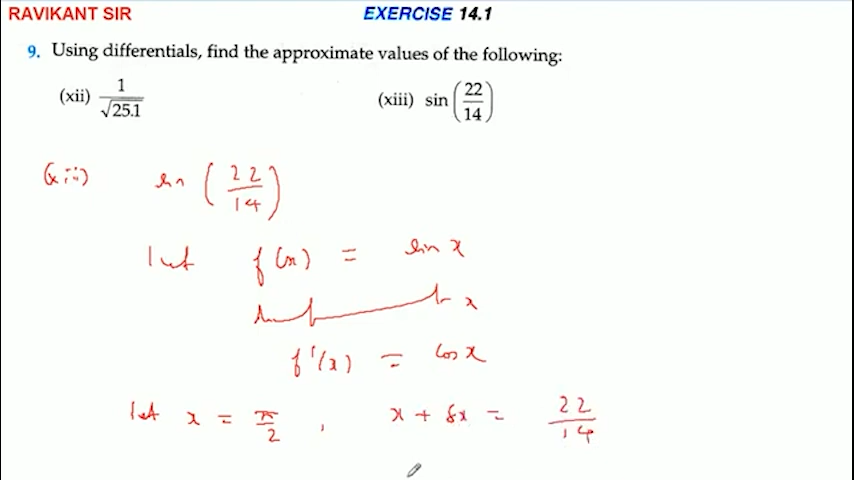 RAVIKANT SIR EXERCISE 14.1
9. Using differentials, find the approximate values of the following:
(xii) 1/√25.1 (xiii) sin(22/14)
(xiii) sin (22/14)
let f(x) = sin x
f'(x) = cos x
let x = π/2 , x + δx = 22/14